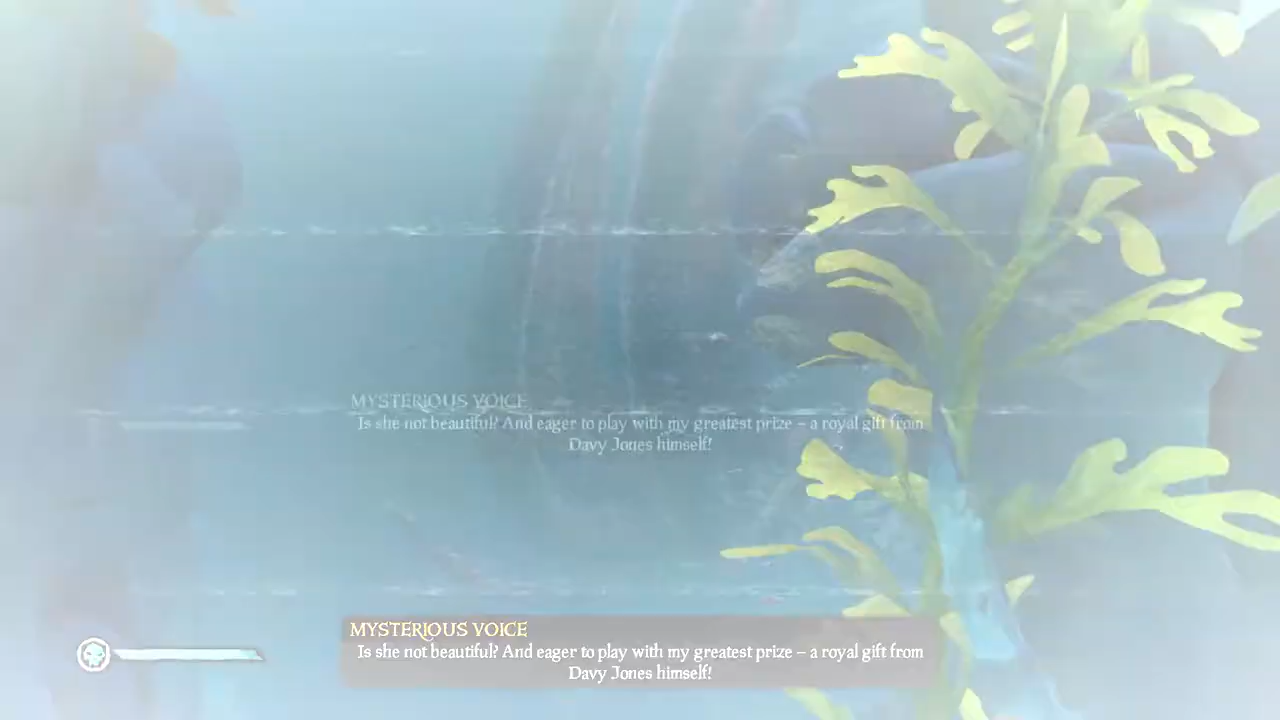 MYSTERIOUS VOICE
Is she not beautiful? And eager to play with my greatest prize – a royal gift from
Davy Jones himself!
MYSTERIOUS VOICE
Is she not beautiful? And eager to play with my greatest prize – a royal gift from
Davy Jones himself!